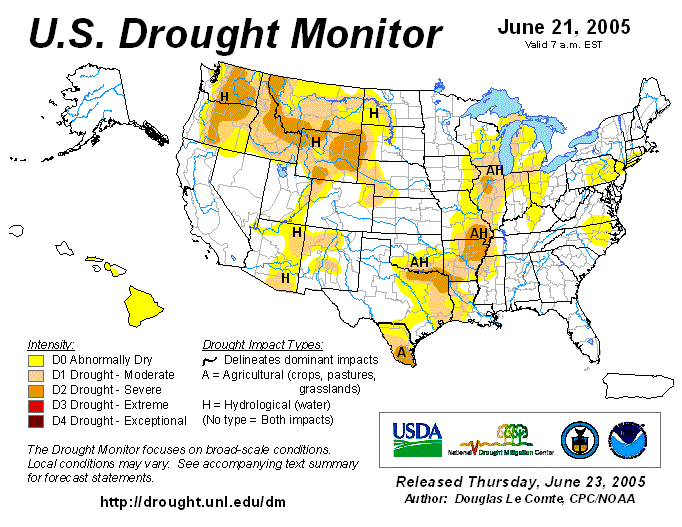 U.S. Drought Monitor
June 21, 2005
Valid 7 a.m. EST
H
H
H
AH
H
AH
AH
H
A
Intensity:
D0 Abnormally Dry
D1 Drought - Moderate
D2 Drought - Severe
D3 Drought - Extreme
D4 Drought - Exceptional
Drought Impact Types:
Delineates dominant impacts
A = Agricultural (crops, pastures,
grasslands)
H = Hydrological (water)
(No type = Both impacts)
The Drought Monitor focuses on broad-scale conditions.
Local conditions may vary. See accompanying text summary
for forecast statements.
http://drought.unl.edu/dm
USDA
National Drought Mitigation Center
Released Thursday, June 23, 2005
Author: Douglas Le Comte, CPC/NOAA